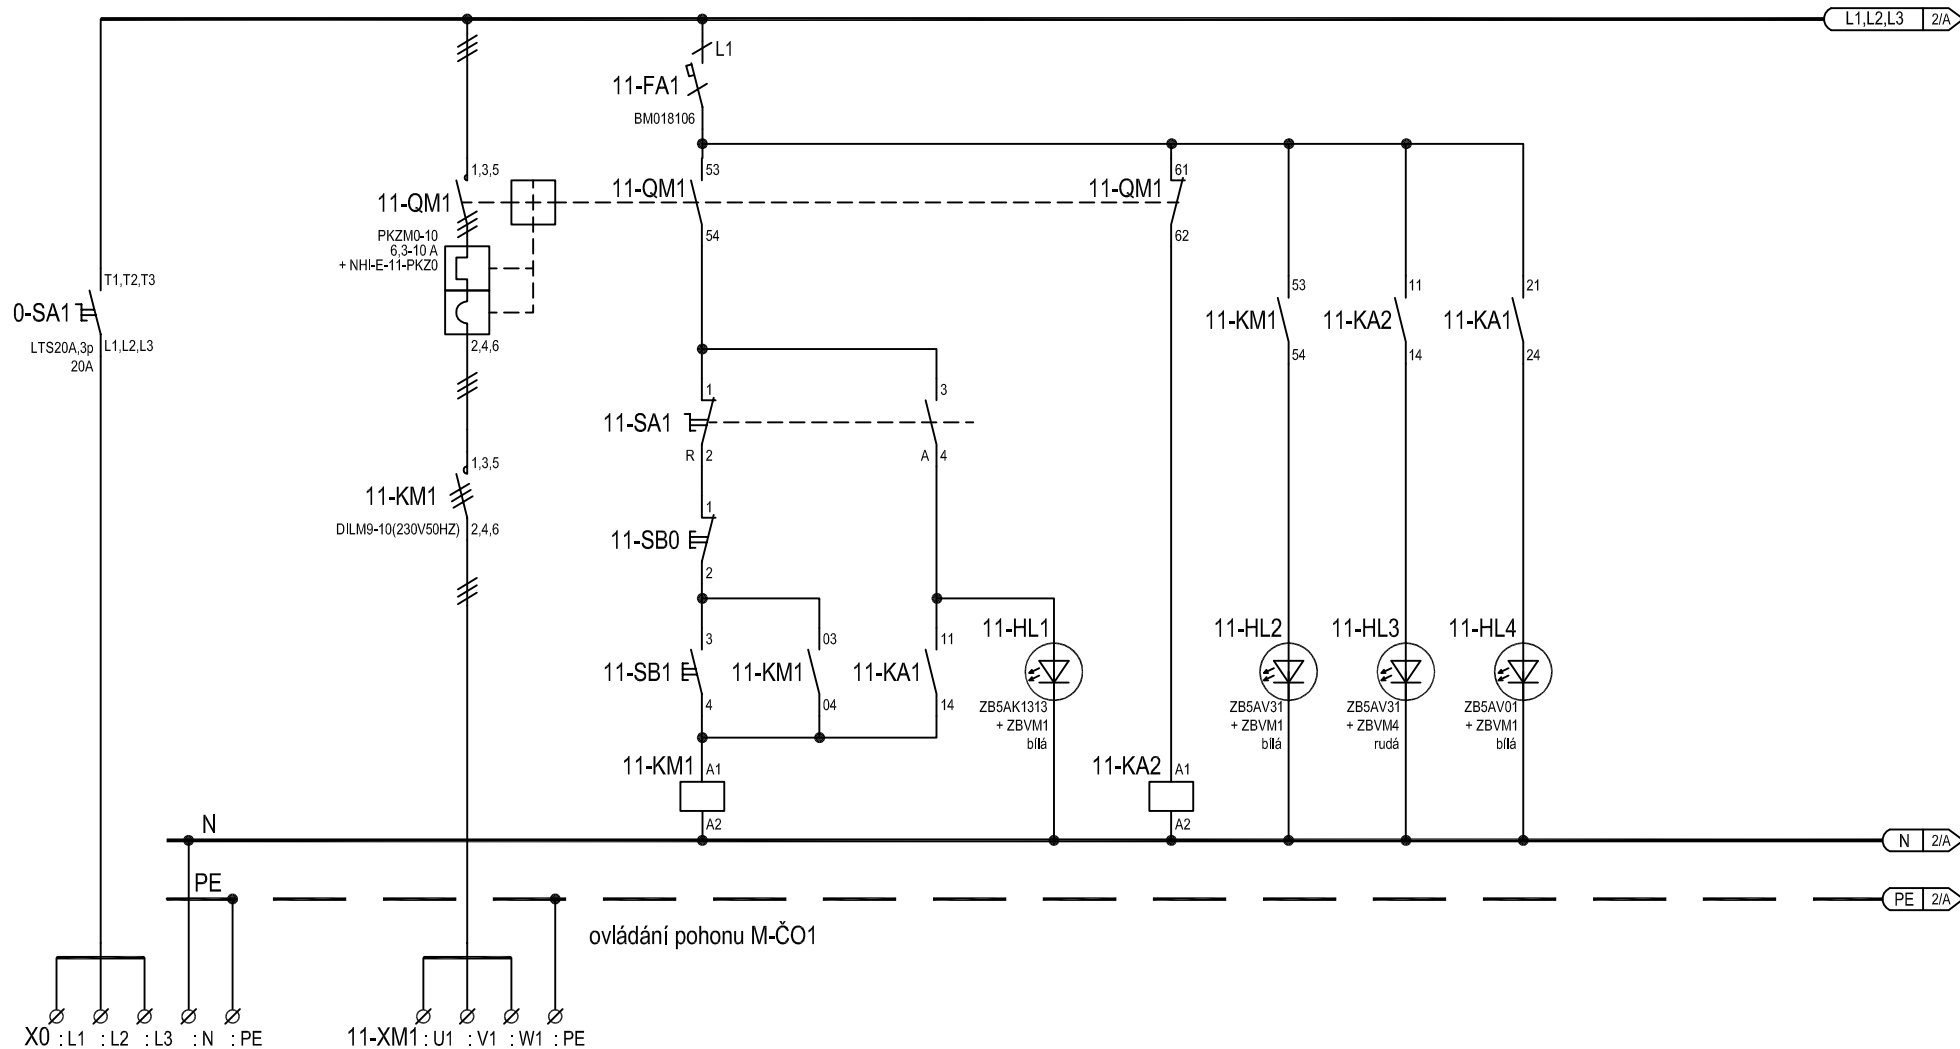 L1,L2,L3 2/A
L1
11-FA1
BM018106
1,3,5
11-QM1
PKZM0-10
6,3-10 A
+ NHI-E-11-PKZ0
2,4,6
53
11-QM1
54
61
11-QM1
62
T1,T2,T3
0-SA1
LTS20A,3p
20A
L1,L2,L3
53
11-KM1
54
11
11-KA2
14
21
11-KA1
24
1
11-SA1
R 2
3
A 4
1,3,5
11-KM1
DILM9-10(230V50HZ)
2,4,6
1
11-SB0
2
3
11-SB1
4
03
11-KM1
04
11
11-KA1
14
11-HL1
ZB5AK1313
+ ZBVM1
bílá
11-HL2
ZB5AV31
+ ZBVM1
bílá
11-HL3
ZB5AV31
+ ZBVM4
rudá
11-HL4
ZB5AV01
+ ZBVM1
bílá
11-KM1 A1
A2
11-KA2 A1
A2
N
N 2/A
PE
PE 2/A
ovládání pohonu M-ČO1
X0 : L1 : L2 : L3 : N : PE
11-XM1 : U1 : V1 : W1 : PE